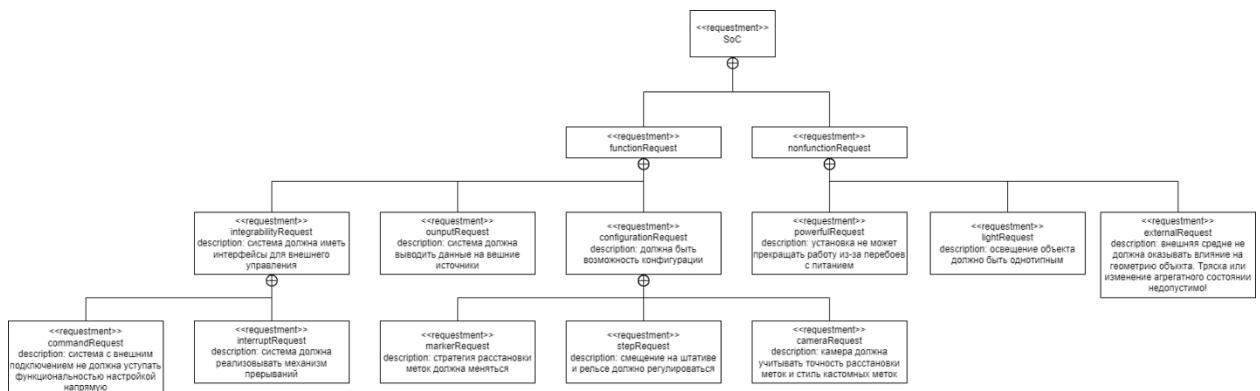 <<requestment>>
SoC
<<requestment>>
functionRequest
<<requestment>>
nonfunctionRequest
<<requestment>>
integrabilityRequest
description: система должна иметь
интерфейсы для внешнего
управления
<<requestment>>
ounputRequest
description: система должна
выводить данные на вешние
источники
<<requestment>>
configurationRequest
description: должна быть
возможность конфигурации
<<requestment>>
powerfulRequest
description: установка не может
прекращать работу из-за перебоев
с питанием
<<requestment>>
lightRequest
description: освещение объекта
должно быть однотипным
<<requestment>>
externalRequest
description: внешняя средне не
должна оказывать влияние на
геометрию объкта. Тряска или
изменение агрегатного состоянии
недопустимо!
<<requestment>>
commandRequest
description: система с внешним
подключением не должна уступать
функциональностью настройкой
напрямую
<<requestment>>
interruptRequest
description: система должна
реализовывать механизм
прерываний
<<requestment>>
markerRequest
description: стратегия расстановки
меток должна меняться
<<requestment>>
stepRequest
description: смещение на штативе
и рельсе должно регулироваться
<<requestment>>
cameraRequest
description: камера должна
учитывать точность расстановки
меток и стиль кастомных меток